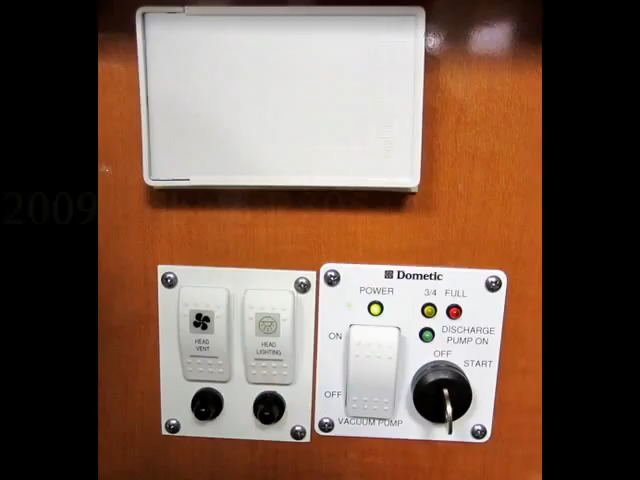 2009
Dometic
POWER 3/4 FULL
ON
DISCHARGE
PUMP ON
OFF
START
OFF
VACUUM PUMP
HEAD
VENT
HEAD
LIGHTING